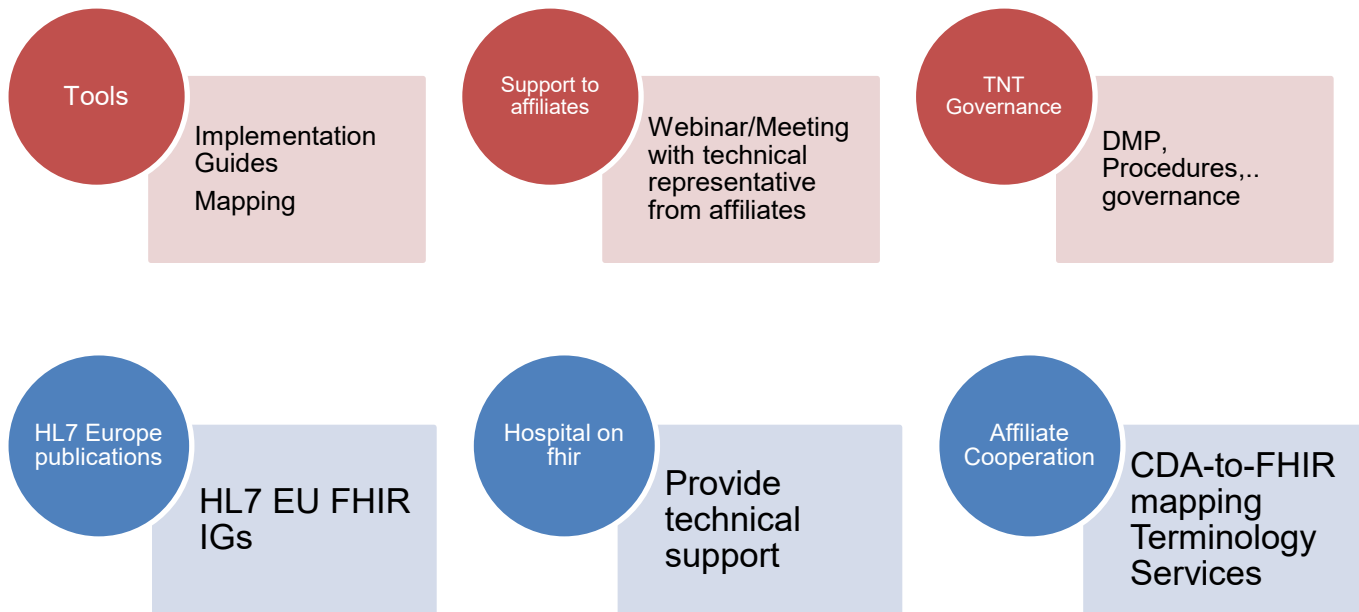 Tools
Implementation
Guides
Mapping
Support to
affiliates
Webinar/Meeting
with technical
representative
from affiliates
TNT
Governance
DMP,
Procedures,..
governance
HL7 Europe
publications
HL7 EU FHIR
IGs
Hospital on
fhir
Provide
technical
support
Affiliate
Cooperation
CDA-to-FHIR
mapping
Terminology
Services